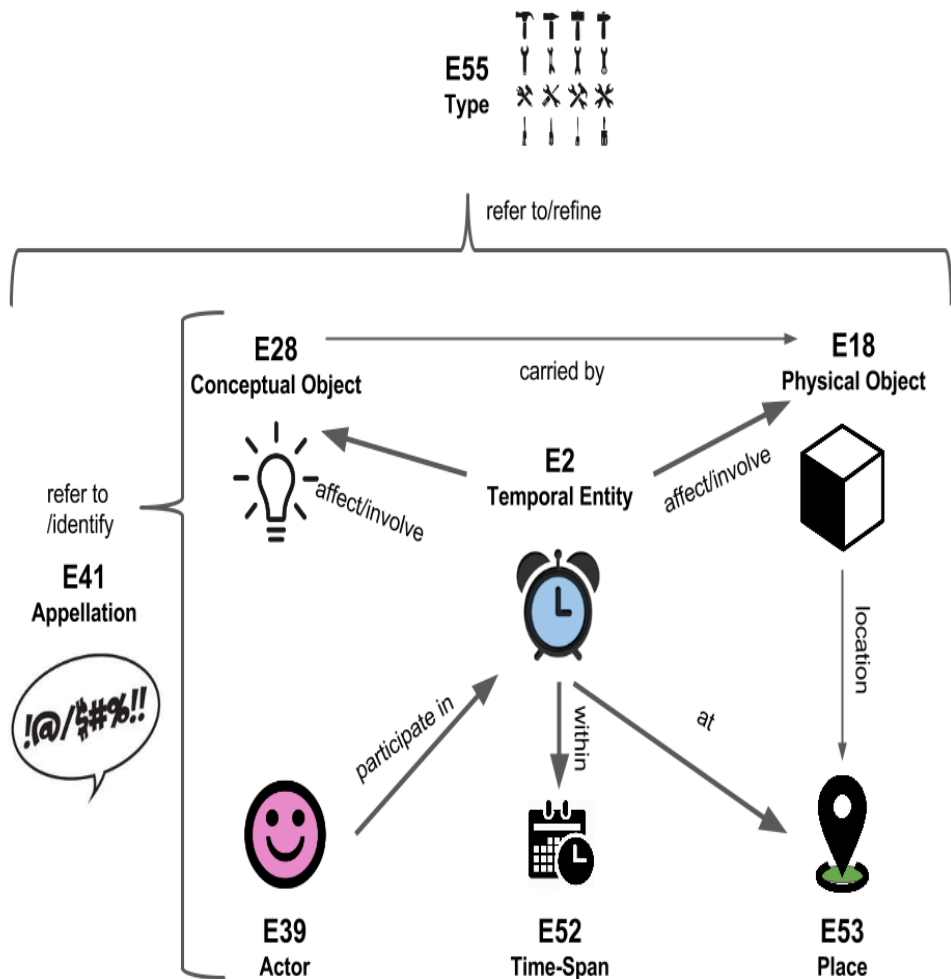 E55
Type
refer to/refine
E28
Conceptual Object
carried by
E18
Physical Object
affect/involve
E2
Temporal Entity
affect/involve
refer to
/identify
E41
Appellation
!@/$#%!!
participate in
within
at
location
E39
Actor
E52
Time-Span
E53
Place